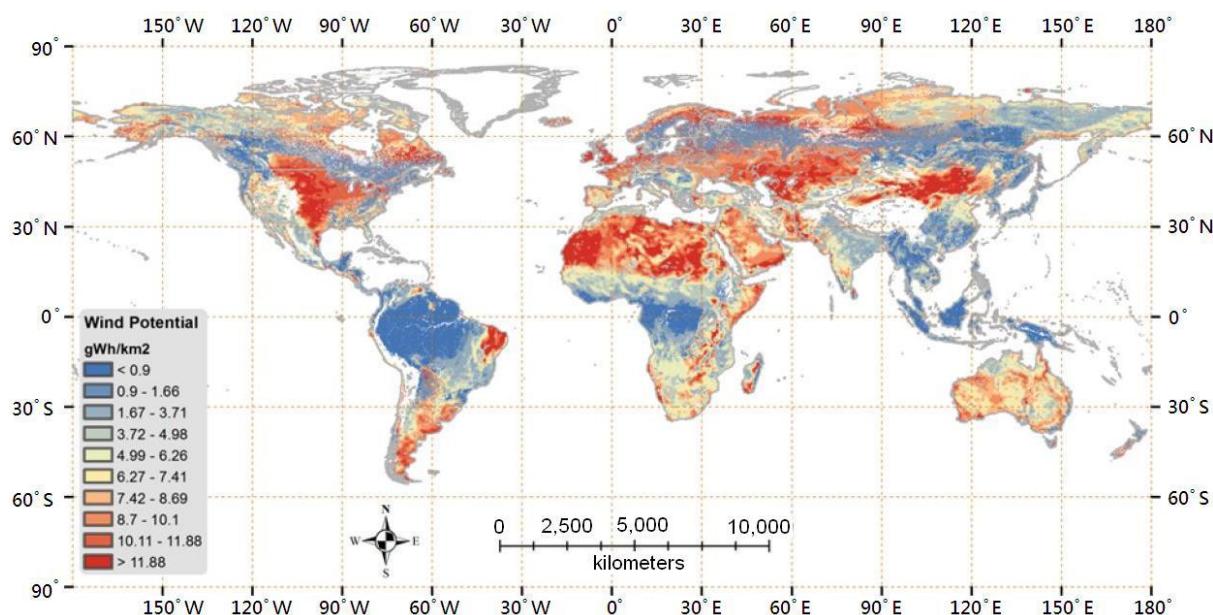 150°W 120°W 90°W 60°W 30°W 0° 30°E 60°E 90°E 120°E 150°E 180°
90° 90°
60°N 60°N
30°N 30°N
0° 0°
30°S 30°S
60°S 60°S
90° 90°
Wind Potential
gWh/km2
< 0.9
0.9 - 1.66
1.67 - 3.71
3.72 - 4.98
4.99 - 6.26
6.27 - 7.41
7.42 - 8.69
8.7 - 10.1
10.11 - 11.88
> 11.88
N
W E
S
0 2,500 5,000 10,000
kilometers
150°W 120°W 90°W 60°W 30°W 0° 30°E 60°E 90°E 120°E 150°E 180°